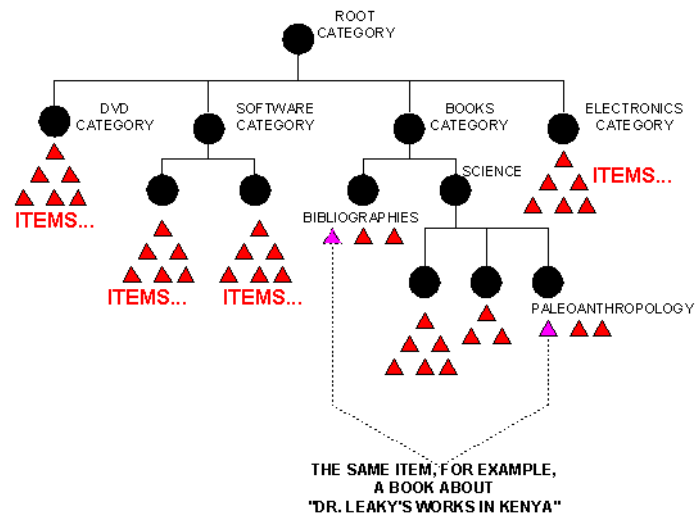 ROOT
CATEGORY
DVD
CATEGORY
SOFTWARE
CATEGORY
BOOKS
CATEGORY
ELECTRONICS
CATEGORY
ITEMS...
ITEMS...
SCIENCE
BIBLIOGRAPHIES
ITEMS...
ITEMS...
PALEOANTHROPOLOGY
THE SAME ITEM, FOR EXAMPLE,
A BOOK ABOUT
"DR. LEAKY'S WORKS IN KENYA"